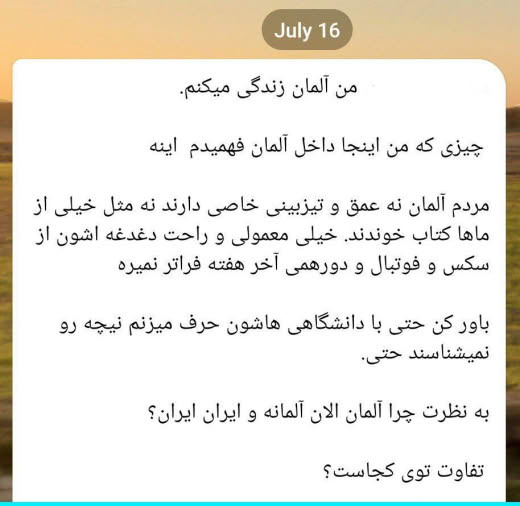 July 16
من آلمان زندگی میکنم.
چیزی که من اینجا داخل آلمان فهمیدم اینه
مردم آلمان نه عمق و تیزبینی خاصی دارند نه مثل خیلی از
ماها کتاب خوندند. خیلی معمولی و راحت دغدغه اشون از
سکس و فوتبال و دورهمی آخر هفته فراتر نمیره
باور کن حتی با دانشگاهی هاشون حرف میزنم نیچه رو
نمیشناسند حتی.
به نظرت چرا آلمان الان آلمانه و ایران ایران؟
تفاوت توی کجاست؟